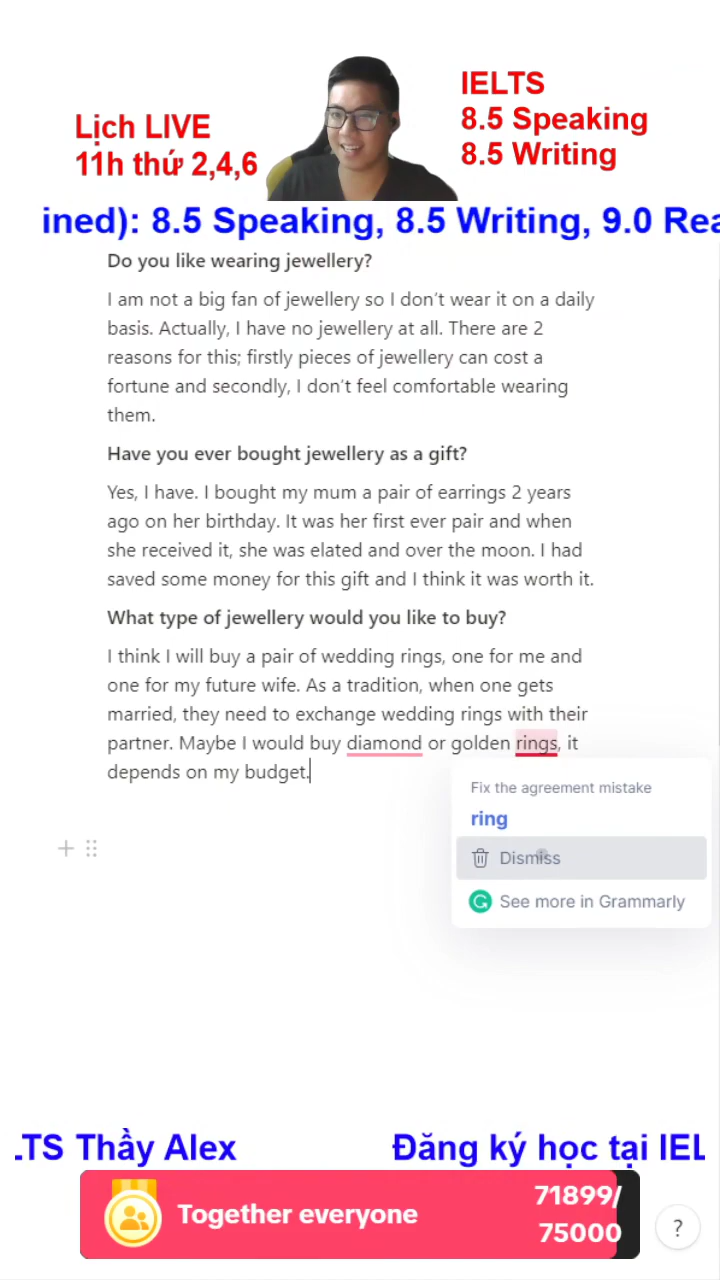 Lịch LIVE
11h thứ 2,4,6
IELTS
8.5 Speaking
8.5 Writing
ined): 8.5 Speaking, 8.5 Writing, 9.0 Rea
Do you like wearing jewellery?
I am not a big fan of jewellery so I don't wear it on a daily
basis. Actually, I have no jewellery at all. There are 2
reasons for this; firstly pieces of jewellery can cost a
fortune and secondly, I don't feel comfortable wearing
them.
Have you ever bought jewellery as a gift?
Yes, I have. I bought my mum a pair of earrings 2 years
ago on her birthday. It was her first ever pair and when
she received it, she was elated and over the moon. I had
saved some money for this gift and I think it was worth it.
What type of jewellery would you like to buy?
I think I will buy a pair of wedding rings, one for me and
one for my future wife. As a tradition, when one gets
married, they need to exchange wedding rings with their
partner. Maybe I would buy diamond or golden rings, it
depends on my budget.
Fix the agreement mistake
ring
Dismiss
See more in Grammarly
LTS Thầy Alex
Đăng ký học tại IEL
Together everyone
71899/
75000
?